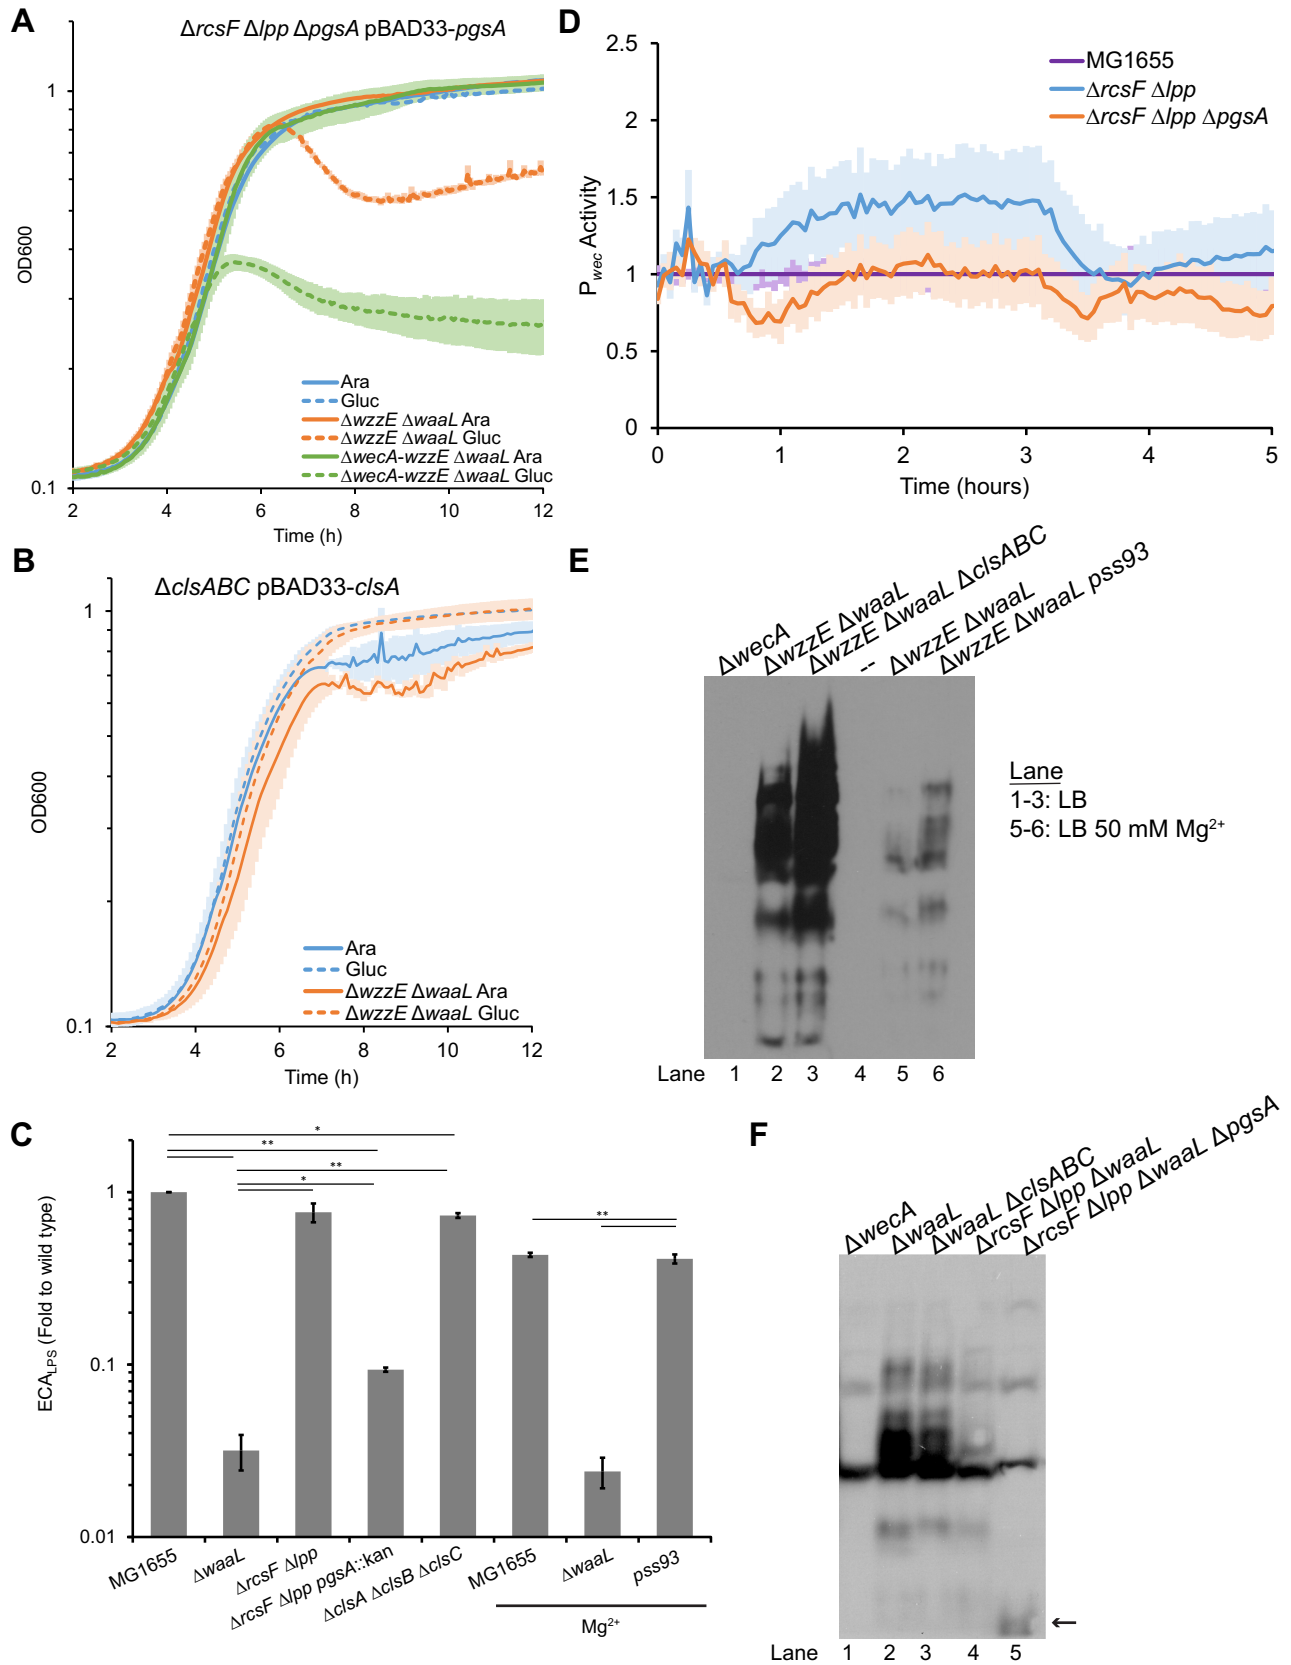 A
ΔrcsF Δlpp ΔpgsA pBAD33-pgsA
1
0.1
OD600
2 4 6 8 10 12
Time (h)
Ara
Gluc
ΔwzzE ΔwaaL Ara
ΔwzzE ΔwaaL Gluc
ΔwecA-wzzE ΔwaaL Ara
ΔwecA-wzzE ΔwaaL Gluc
B
ΔclsABC pBAD33-clsA
1
0.1
OD600
2 4 6 8 10 12
Time (h)
Ara
Gluc
ΔwzzE ΔwaaL Ara
ΔwzzE ΔwaaL Gluc
C
ECA_LPS (Fold to wild type)
1
0.1
0.01
*
**
**
*
**
MG1655
ΔwaaL
ΔrcsF Δlpp
ΔrcsF Δlpp pgsA::kan
ΔclsA ΔclsB ΔclsC
MG1655
ΔwaaL
pss93
Mg²⁺
D
P_wec Activity
2.5
2
1.5
1
0.5
0
0 1 2 3 4 5
Time (hours)
MG1655
ΔrcsF Δlpp
ΔrcsF Δlpp ΔpgsA
E
ΔwecA
ΔwzzE ΔwaaL
ΔwzzE ΔwaaL ΔclsABC
--
ΔwzzE ΔwaaL
ΔwzzE ΔwaaL pss93
Lane
1-3: LB
5-6: LB 50 mM Mg²⁺
Lane 1 2 3 4 5 6
F
ΔwecA
ΔwaaL
ΔwaaL ΔclsABC
ΔrcsF Δlpp ΔwaaL
ΔrcsF Δlpp ΔwaaL ΔpgsA
←
Lane 1 2 3 4 5